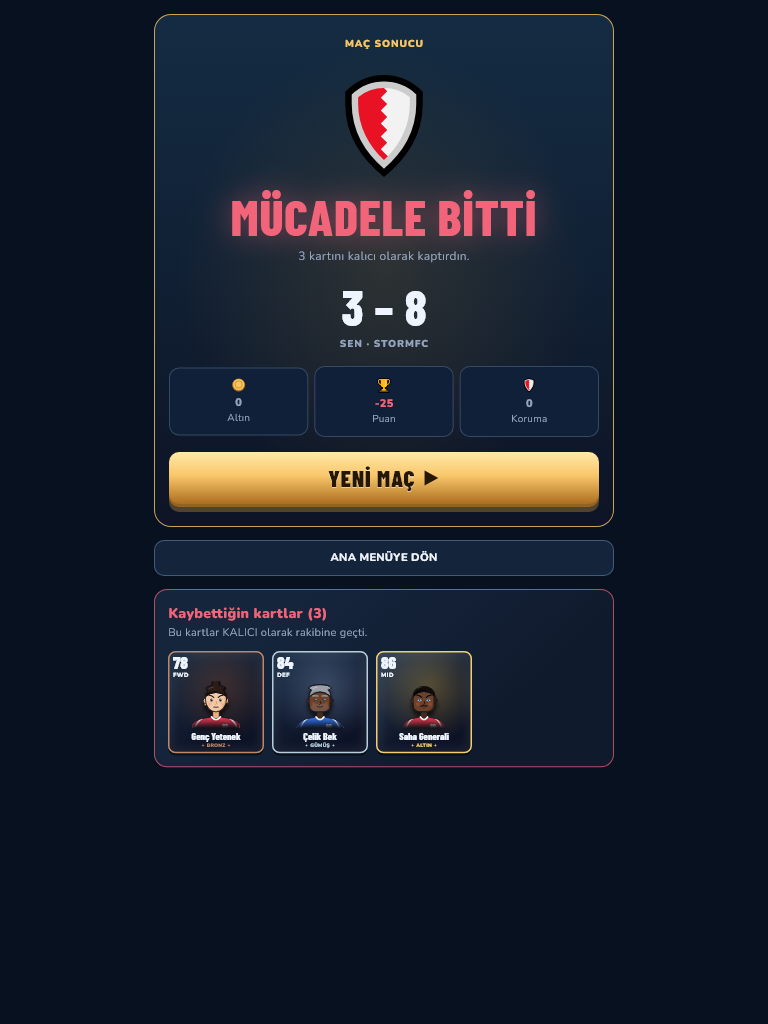 MAÇ SONUCU
MÜCADELE BİTTİ
3 kartını kalıcı olarak kaptırdın.
3 – 8
SEN · STORMFC
0
Altın
-25
Puan
0
Koruma
YENİ MAÇ ▶
ANA MENÜYE DÖN
Kaybettiğin kartlar (3)
Bu kartlar KALICI olarak rakibine geçti.
78
FWD
Genç Yetenek
• BRONZ •
84
DEF
Çelik Bek
• GÜMÜŞ •
86
MID
Saha Generali
• ALTIN •